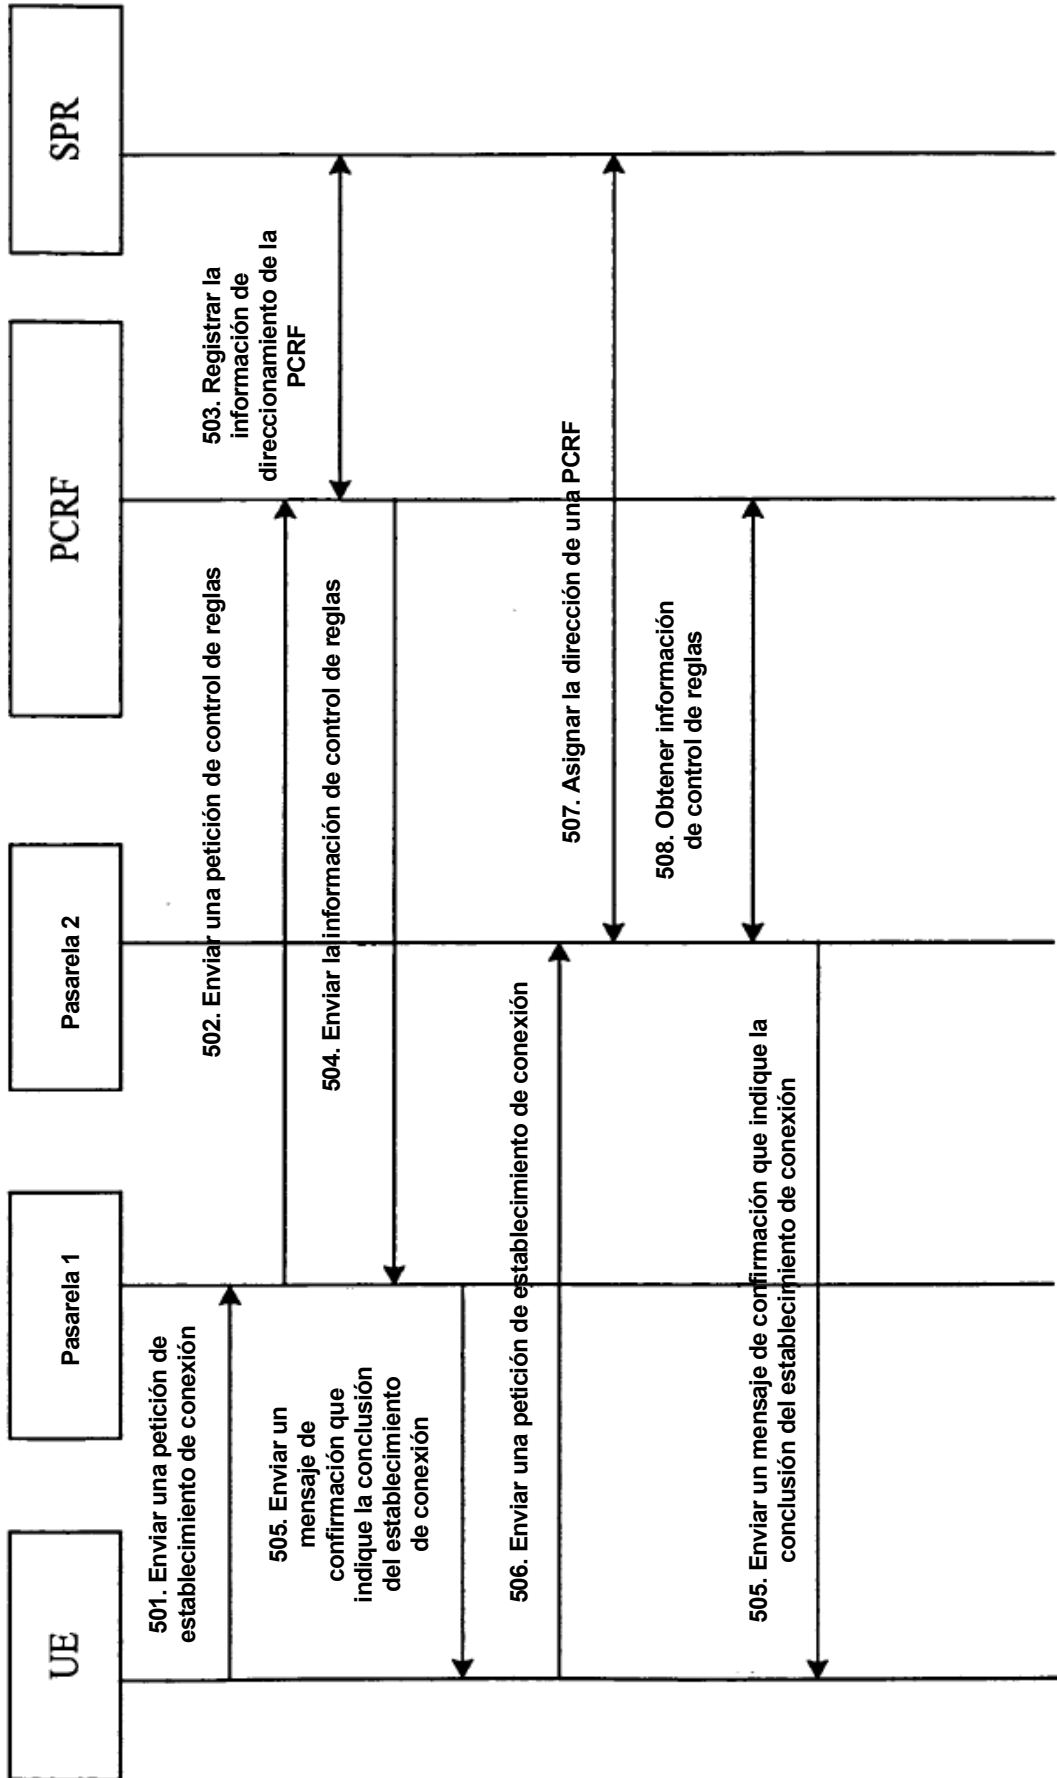 UE
Pasarela 1
Pasarela 2
PCRF
SPR
501. Enviar una petición de
establecimiento de conexión
502. Enviar una petición de control de reglas
503. Registrar la
información de
direccionamiento de la
PCRF
504. Enviar la información de control de reglas
505. Enviar un
mensaje de
confirmación que
indique la conclusión
del establecimiento
de conexión
506. Enviar una petición de establecimiento de conexión
507. Asignar la dirección de una PCRF
508. Obtener información
de control de reglas
505. Enviar un mensaje de confirmación que indique la
conclusión del establecimiento de conexión